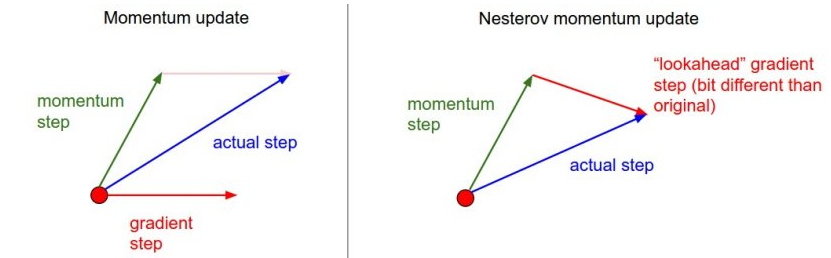 Momentum update
momentum
step
actual step
gradient
step
Nesterov momentum update
"lookahead" gradient
step (bit different than
original)
momentum
step
actual step